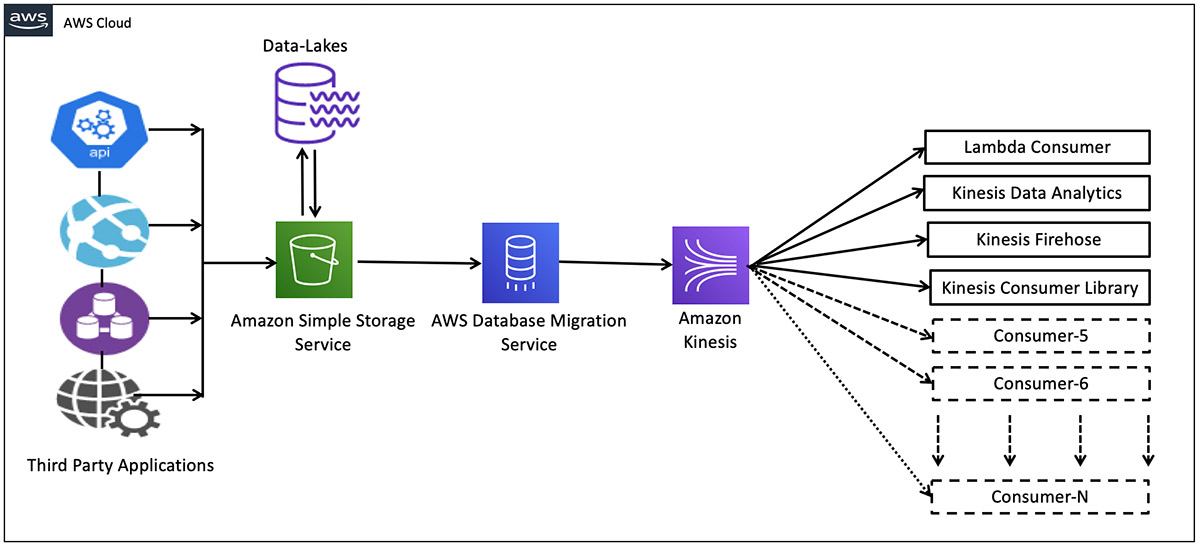 aws
AWS Cloud
Data-Lakes
api
Third Party Applications
Amazon Simple Storage
Service
AWS Database Migration
Service
Amazon
Kinesis
Lambda Consumer
Kinesis Data Analytics
Kinesis Firehose
Kinesis Consumer Library
Consumer-5
Consumer-6
Consumer-N